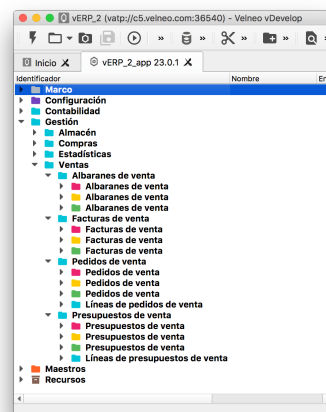 vERP_2 (vatp://c5.velneo.com:36540) - Velneo vDevelop
Inicio
vERP_2_app 23.0.1
Identificador Nombre
Marco
Configuración
Contabilidad
Gestión
Almacén
Compras
Estadísticas
Ventas
Albaranes de venta
Albaranes de venta
Albaranes de venta
Albaranes de venta
Facturas de venta
Facturas de venta
Facturas de venta
Facturas de venta
Pedidos de venta
Pedidos de venta
Pedidos de venta
Pedidos de venta
Líneas de pedidos de venta
Presupuestos de venta
Presupuestos de venta
Presupuestos de venta
Presupuestos de venta
Líneas de presupuestos de venta
Maestros
Recursos